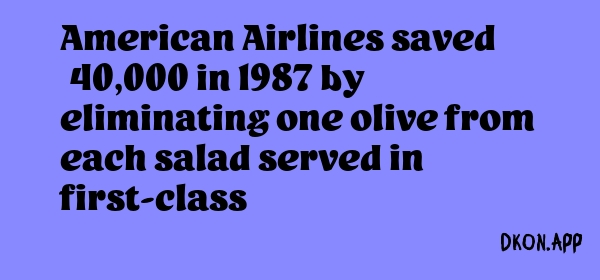 American Airlines saved
40,000 in 1987 by
eliminating one olive from
each salad served in
first-class
DKON.APP